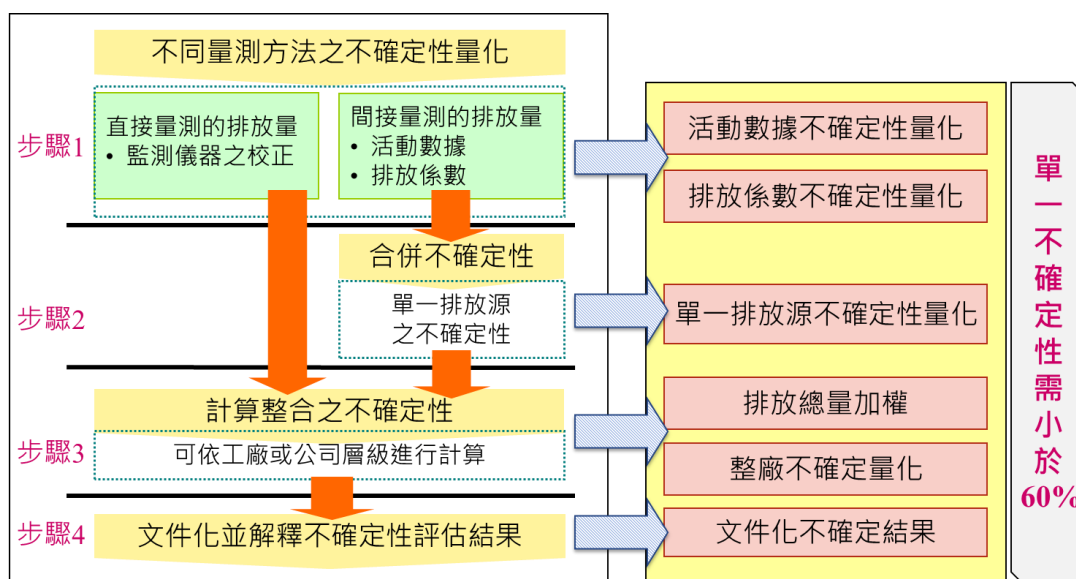 不同量測方法之不確定性量化
步驟1
直接量測的排放量
• 監測儀器之校正
間接量測的排放量
• 活動數據
• 排放係數
活動數據不確定性量化
排放係數不確定性量化
步驟2
合併不確定性
單一排放源
之不確定性
單一排放源不確定性量化
步驟3
計算整合之不確定性
可依工廠或公司層級進行計算
排放總量加權
整廠不確定量化
步驟4
文件化並解釋不確定性評估結果
文件化不確定結果
單一不確定性需小於60%